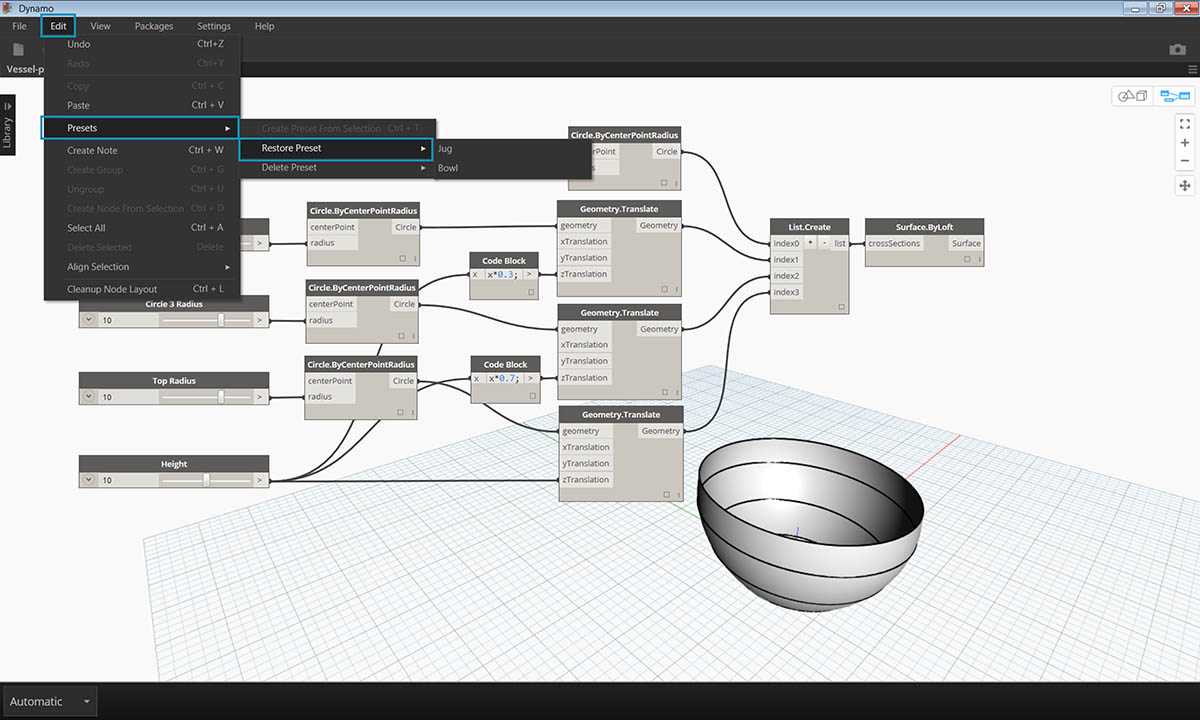 Dynamo
File Edit View Packages Settings Help
Vessel-p
Library
Undo Ctrl+Z
Redo Ctrl+Y
Copy Ctrl + C
Paste Ctrl + V
Presets
Create Note Ctrl + W
Create Group Ctrl + G
Ungroup Ctrl + U
Create Node From Selection Ctrl + D
Select All Ctrl + A
Delete Selected Delete
Align Selection
Cleanup Node Layout Ctrl + L
Create Preset From Selection Ctrl + T
Restore Preset
Delete Preset
Jug
Bowl
Circle.ByCenterPointRadius
rPoint Circle
s
>
Circle.ByCenterPointRadius
centerPoint Circle
radius
Geometry.Translate
geometry Geometry
xTranslation
yTranslation
zTranslation
Code Block
x x*0.3; >
List.Create
index0 + - list
index1
index2
index3
Surface.ByLoft
crossSections Surface
Circle 3 Radius
10 >
Circle.ByCenterPointRadius
centerPoint Circle
radius
Geometry.Translate
geometry Geometry
xTranslation
yTranslation
zTranslation
Top Radius
10 >
Circle.ByCenterPointRadius
centerPoint Circle
radius
Code Block
x x*0.7; >
Geometry.Translate
geometry Geometry
xTranslation
yTranslation
zTranslation
Height
10 >
Automatic